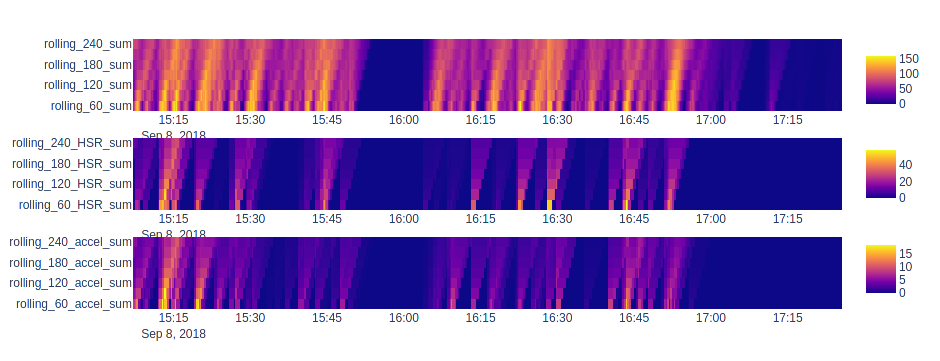 rolling_240_sum
rolling_180_sum
rolling_120_sum
rolling_60_sum
150
100
50
0
15:15 15:30 15:45 16:00 16:15 16:30 16:45 17:00 17:15
Sep 8, 2018
rolling_240_HSR_sum
rolling_180_HSR_sum
rolling_120_HSR_sum
rolling_60_HSR_sum
40
20
0
15:15 15:30 15:45 16:00 16:15 16:30 16:45 17:00 17:15
Sep 8, 2018
rolling_240_accel_sum
rolling_180_accel_sum
rolling_120_accel_sum
rolling_60_accel_sum
15
10
5
0
15:15 15:30 15:45 16:00 16:15 16:30 16:45 17:00 17:15
Sep 8, 2018